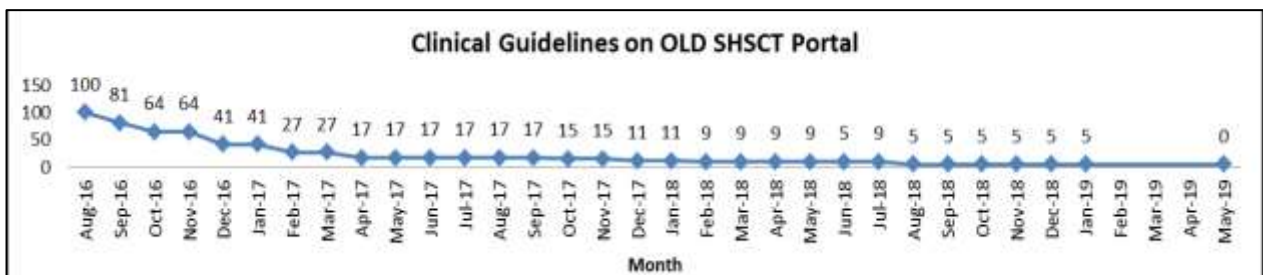 Clinical Guidelines on OLD SHSCT Portal
150
100
50
0
100 81 64 64 41 41 27 27 17 17 17 17 17 17 15 15 11 11 9 9 9 9 5 9 5 5 5 5 5 5 0
Aug-16 Sep-16 Oct-16 Nov-16 Dec-16 Jan-17 Feb-17 Mar-17 Apr-17 May-17 Jun-17 Jul-17 Aug-17 Sep-17 Oct-17 Nov-17 Dec-17 Jan-18 Feb-18 Mar-18 Apr-18 May-18 Jun-18 Jul-18 Aug-18 Sep-18 Oct-18 Nov-18 Dec-18 Jan-19 Feb-19 Mar-19 Apr-19 May-19
Month